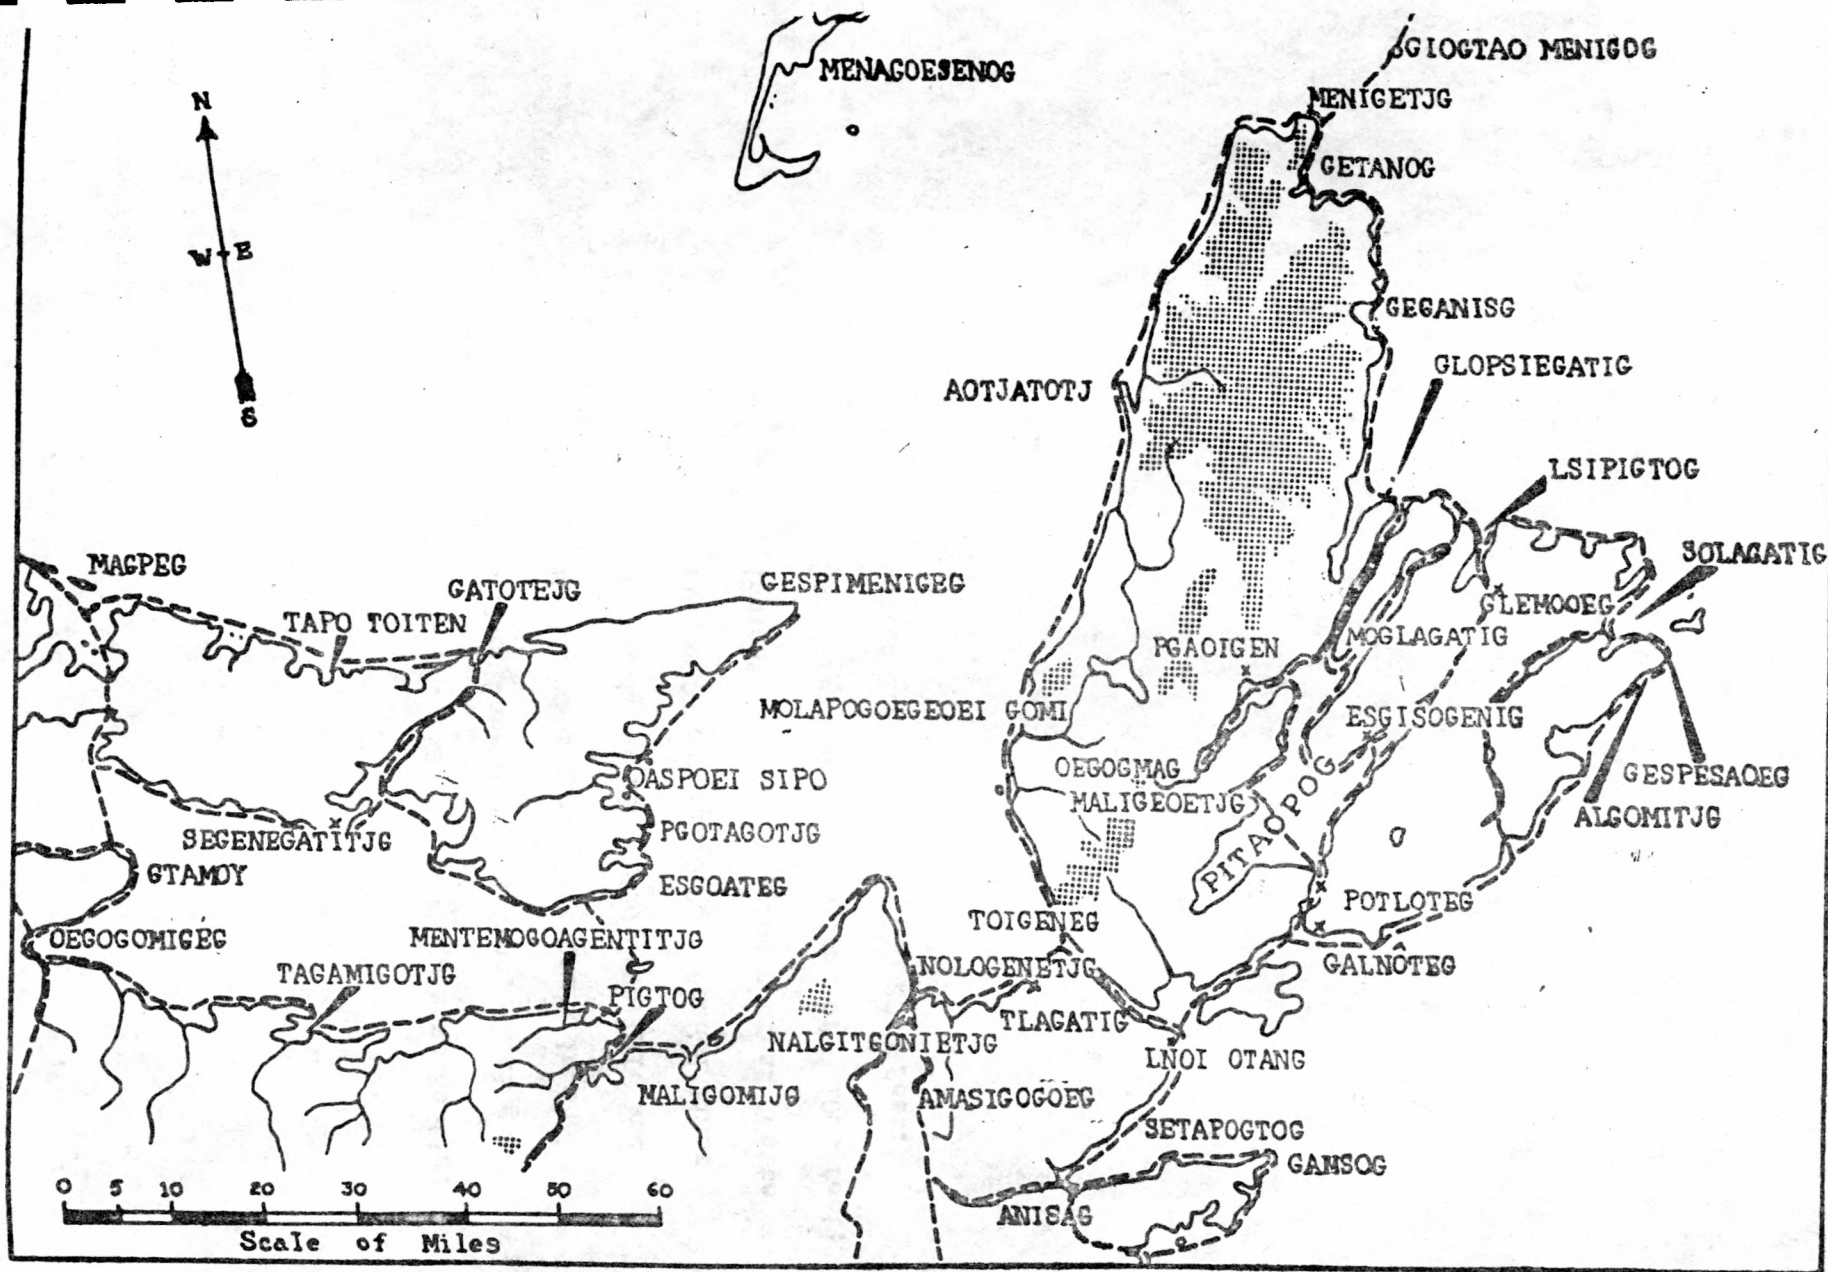 GIOGTAO MENIGOG
MENAGOESENOG
MENIGETJG
N
GETANOG
W-E
GEGANISG
GLOPSIEGATIG
AOTJATOTJ
S
LSIPIGTOG
SOLAGATIG
MAGPEG
GATOTEJG
GESPIMENIGEG
GLEMOOEG
TAPO TOITEN
MOGLAGATIG
PGAOIGEN
MOLAPOGOEGEOEI GOMI
ESGISOGENIG
OEGOGMAG
OASPOEI SIPO
GESPESAOEG
MALIGEOETJG
PITAOPOG
ALGOMITJG
SEGENEGATITJG
PGOTAGOTJG
GTAMOY
ESGOATEG
POTLOTEG
TOIGENEG
OEGOGOMIGEG
MENTEMOGOAGENTITJG
NOLOGENETJG
GALNÔTEG
TAGAMIGOTJG
PIGTOG
TLAGATIG
NALGITGONIETJG
LNOI OTANG
MALIGOMIJG
AMASIGOGOEG
SETAPOGTOG
GAMSOG
0 5 10 20 30 40 50 60
ANISAG
Scale of Miles